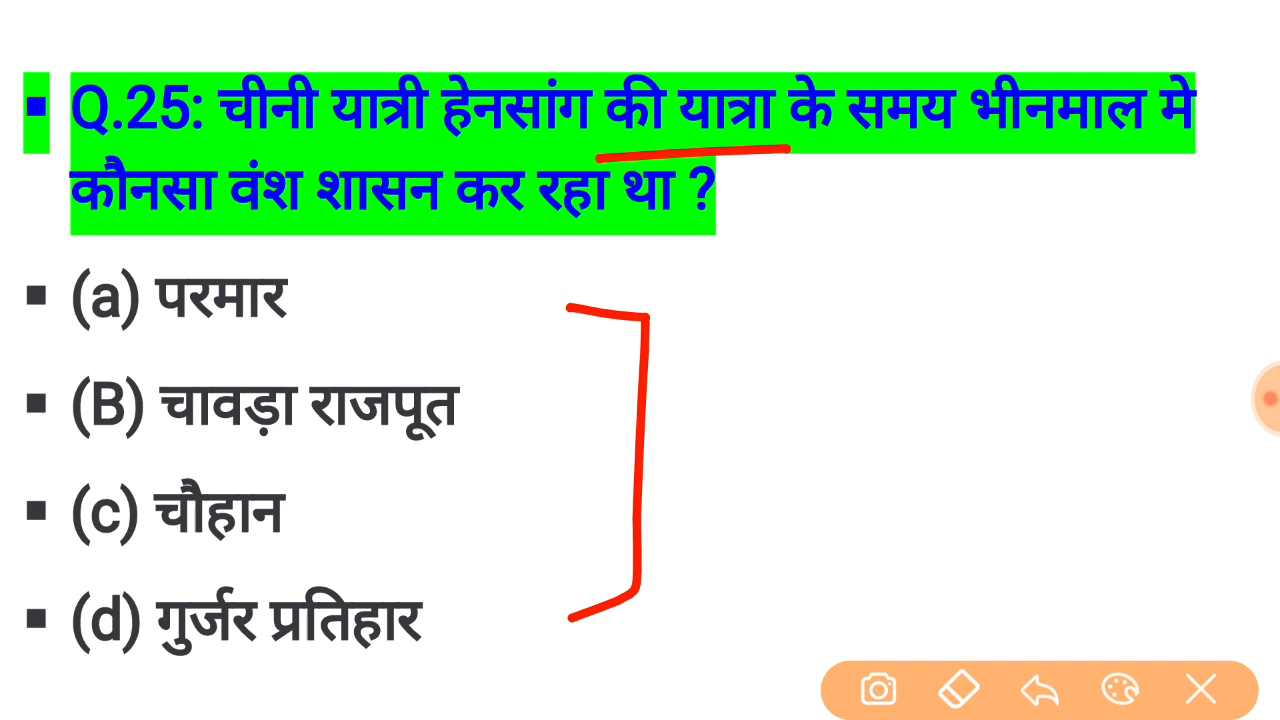 Q.25: चीनी यात्री हेनसांग की यात्रा के समय भीनमाल मे
कौनसा वंश शासन कर रहा था ?
(a) परमार
(B) चावड़ा राजपूत
(c) चौहान
(d) गुर्जर प्रतिहार